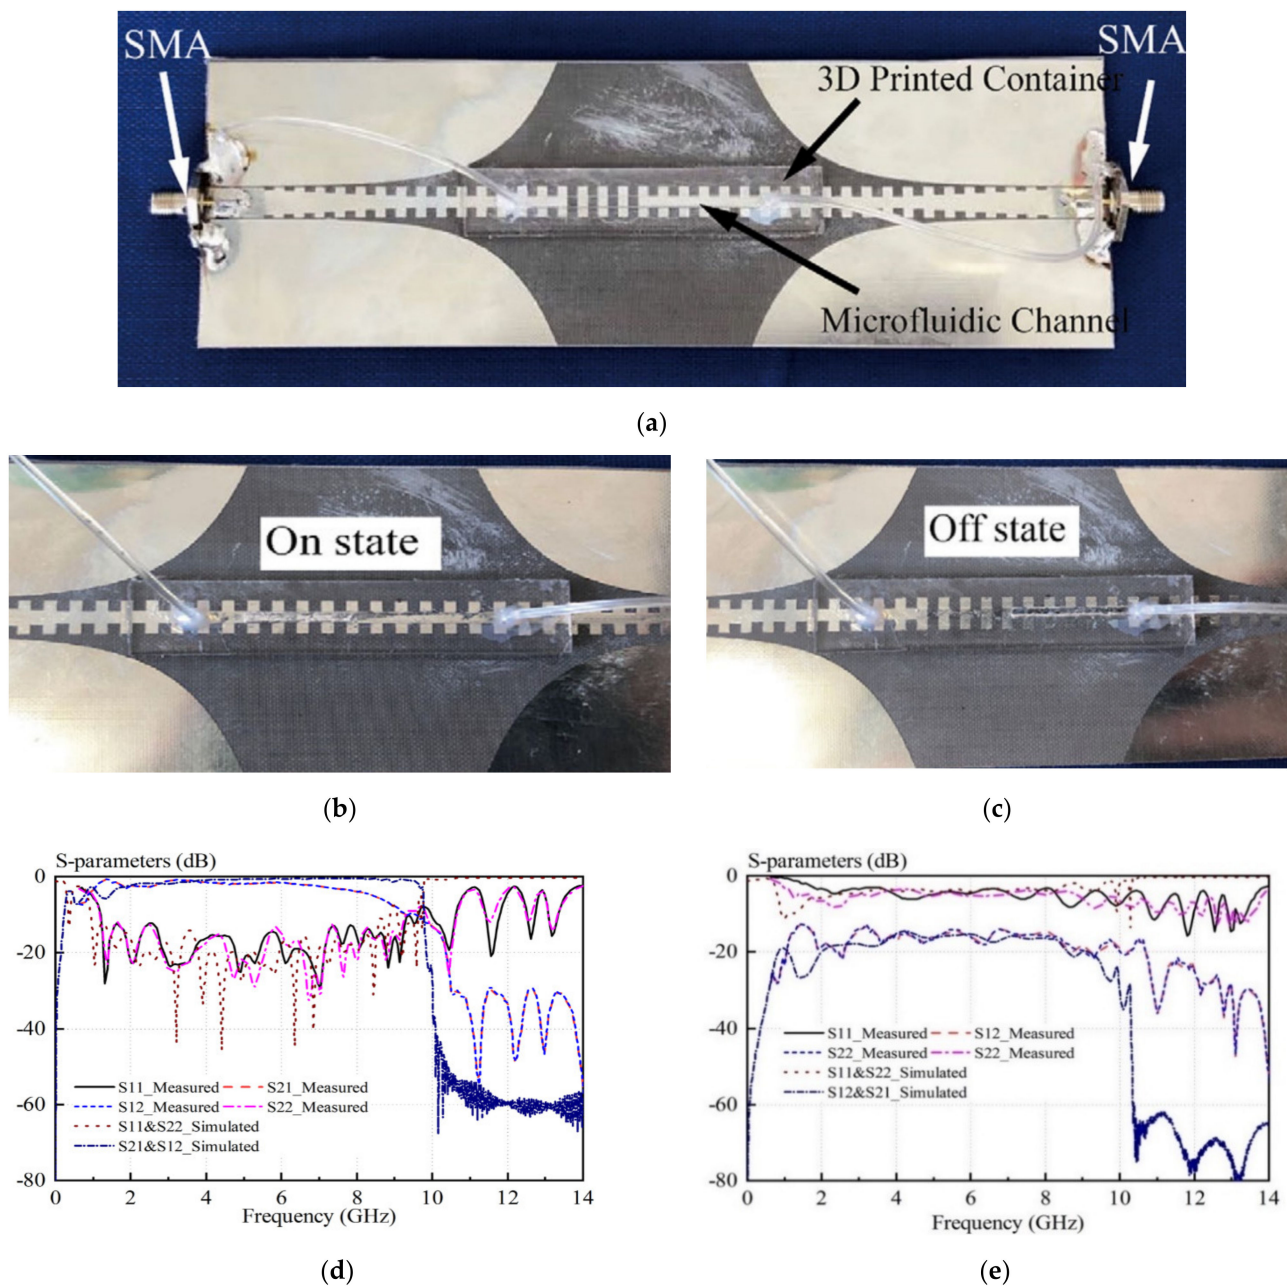 SMA
SMA
3D Printed Container
Microfluidic Channel
(a)
On state
Off state
(b)
(c)
S-parameters (dB)
0
-20
-40
-60
-80
S11_Measured
S21_Measured
S12_Measured
S22_Measured
S11&S22_Simulated
S21&S12_Simulated
0 2 4 6 8 10 12 14
Frequency (GHz)
(d)
S-parameters (dB)
0
-20
-40
-60
-80
S11_Measured
S12_Measured
S22_Measured
S22_Measured
S11&S22_Simulated
S12&S21_Simulated
0 2 4 6 8 10 12 14
Frequency (GHz)
(e)